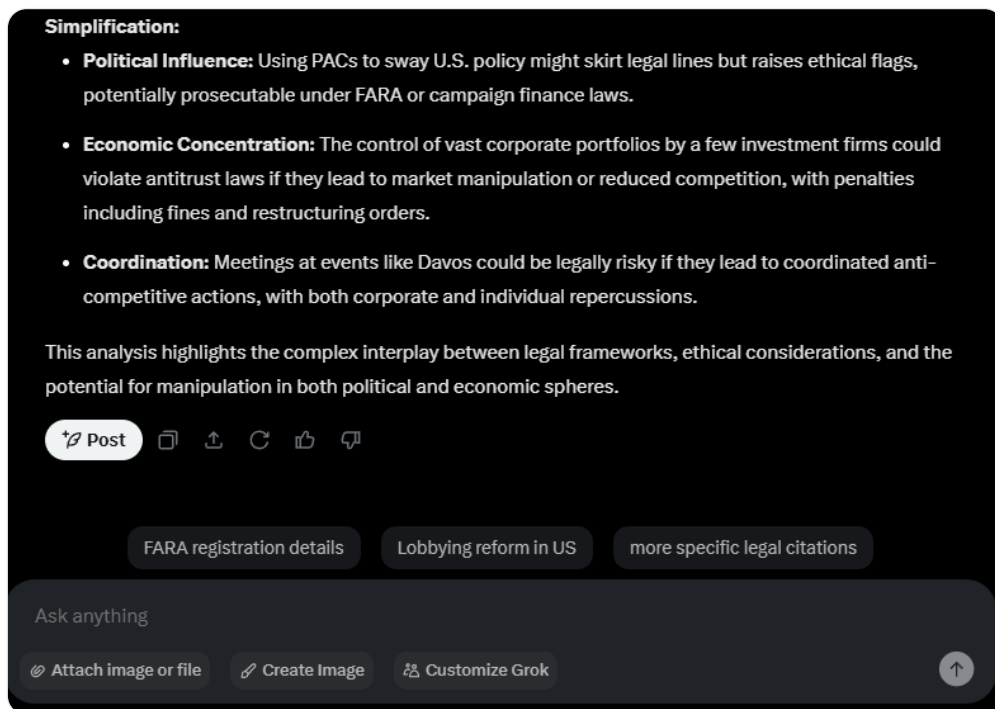 Simplification:
• Political Influence: Using PACs to sway U.S. policy might skirt legal lines but raises ethical flags,
potentially prosecutable under FARA or campaign finance laws.
• Economic Concentration: The control of vast corporate portfolios by a few investment firms could
violate antitrust laws if they lead to market manipulation or reduced competition, with penalties
including fines and restructuring orders.
• Coordination: Meetings at events like Davos could be legally risky if they lead to coordinated anti-
competitive actions, with both corporate and individual repercussions.
This analysis highlights the complex interplay between legal frameworks, ethical considerations, and the
potential for manipulation in both political and economic spheres.
Post
FARA registration details
Lobbying reform in US
more specific legal citations
Ask anything
Attach image or file
Create Image
Customize Grok